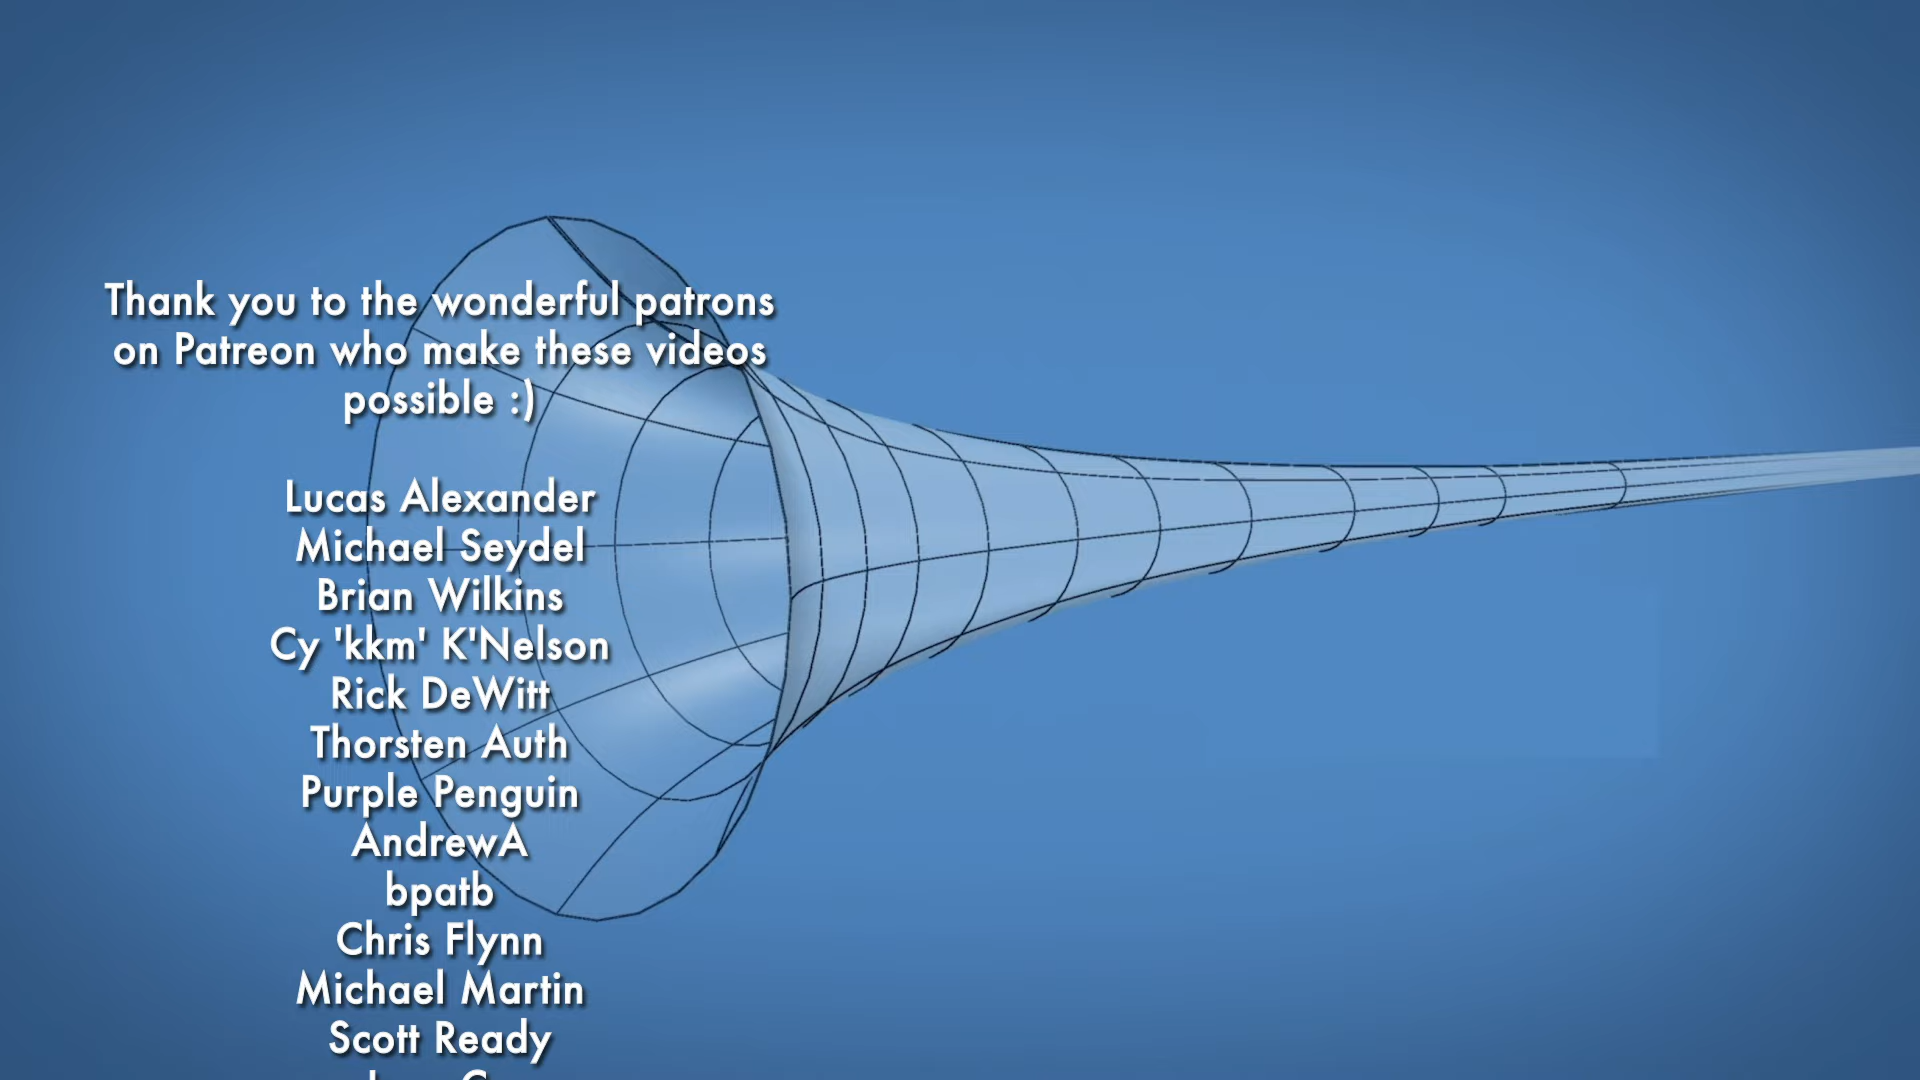 Thank you to the wonderful patrons
on Patreon who make these videos
possible :)
Lucas Alexander
Michael Seydel
Brian Wilkins
Cy 'kkm' K'Nelson
Rick DeWitt
Thorsten Auth
Purple Penguin
AndrewA
bpatb
Chris Flynn
Michael Martin
Scott Ready